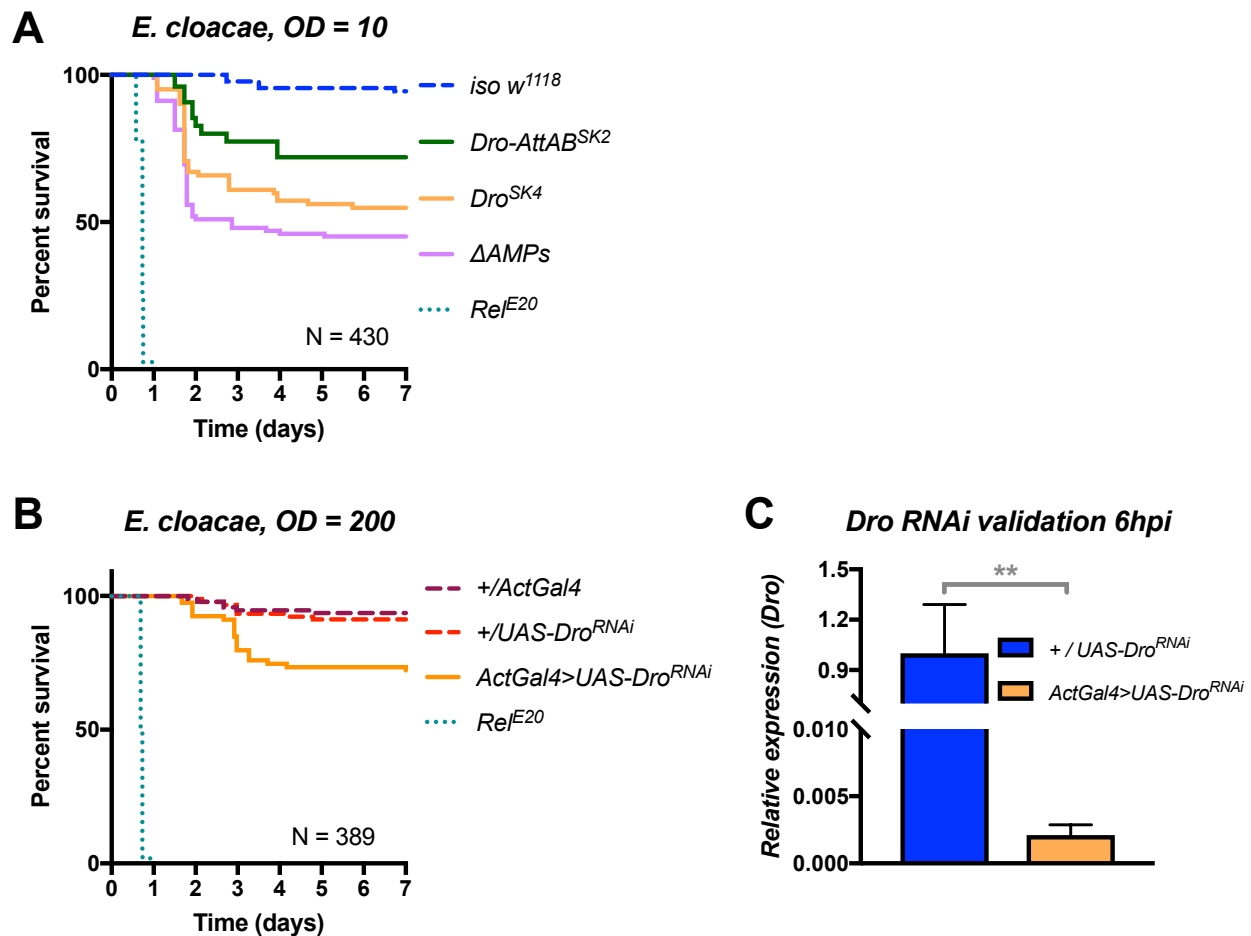 A
E. cloacae, OD = 10
Percent survival
100
50
0
0 1 2 3 4 5 6 7
Time (days)
N = 430
iso w1118
Dro-AttABSK2
DroSK4
ΔAMPs
RelE20
B
E. cloacae, OD = 200
Percent survival
100
50
0
0 1 2 3 4 5 6 7
Time (days)
N = 389
+/ActGal4
+/UAS-DroRNAi
ActGal4>UAS-DroRNAi
RelE20
C
Dro RNAi validation 6hpi
Relative expression (Dro)
1.5
1.2
0.9
0.010
0.005
0.000
**
+ / UAS-DroRNAi
ActGal4>UAS-DroRNAi